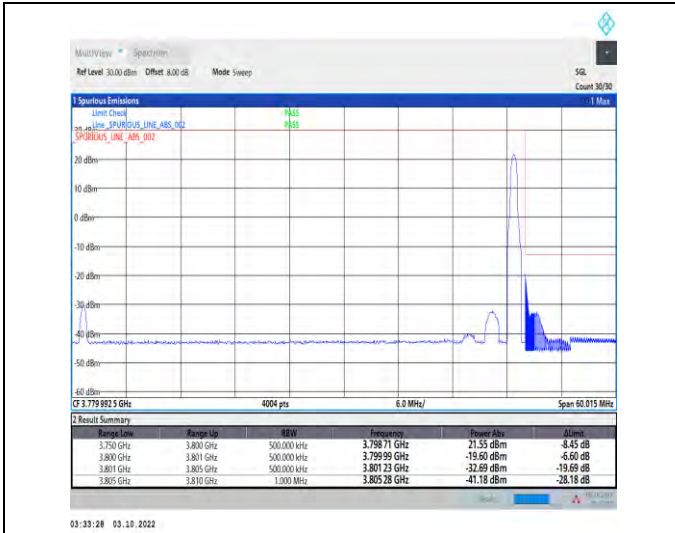 MultiView Spectrum
Ref Level 30.00 dBm Offset 8.00 dB Mode Sweep SGL
Count 30/30
1 Spurious Emissions 1 Max
Limit Check PASS
Line _SPURIOUS_LINE_ABS_002 PASS
_SPURIOUS_LINE_ABS_002
20 dBm
10 dBm
0 dBm
-10 dBm
-20 dBm
-30 dBm
-40 dBm
-50 dBm
-60 dBm
CF 3.779 992 5 GHz 4004 pts 6.0 MHz/ Span 60.015 MHz
2 Result Summary
Range Low Range Up RBW Frequency Power Abs ΔLimit
3.750 GHz 3.800 GHz 500.000 kHz 3.798 71 GHz 21.55 dBm -8.45 dB
3.800 GHz 3.801 GHz 500.000 kHz 3.799 99 GHz -19.60 dBm -6.60 dB
3.801 GHz 3.805 GHz 500.000 kHz 3.801 23 GHz -32.69 dBm -19.69 dB
3.805 GHz 3.810 GHz 1.000 MHz 3.805 28 GHz -41.18 dBm -28.18 dB
03:33:28 03.10.2022